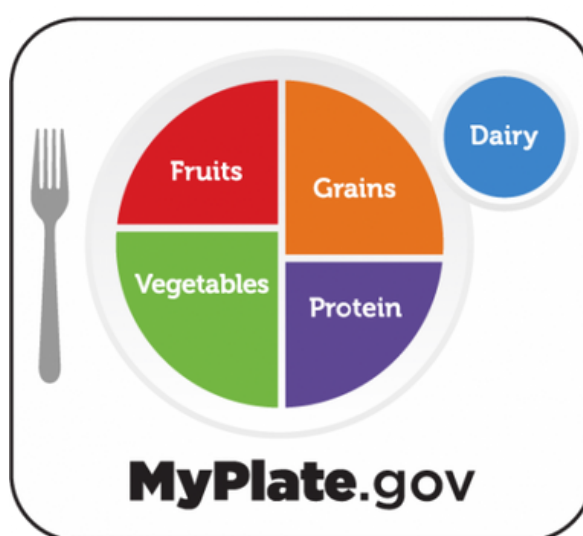 Fruits
Grains
Dairy
Vegetables
Protein
MyPlate.gov